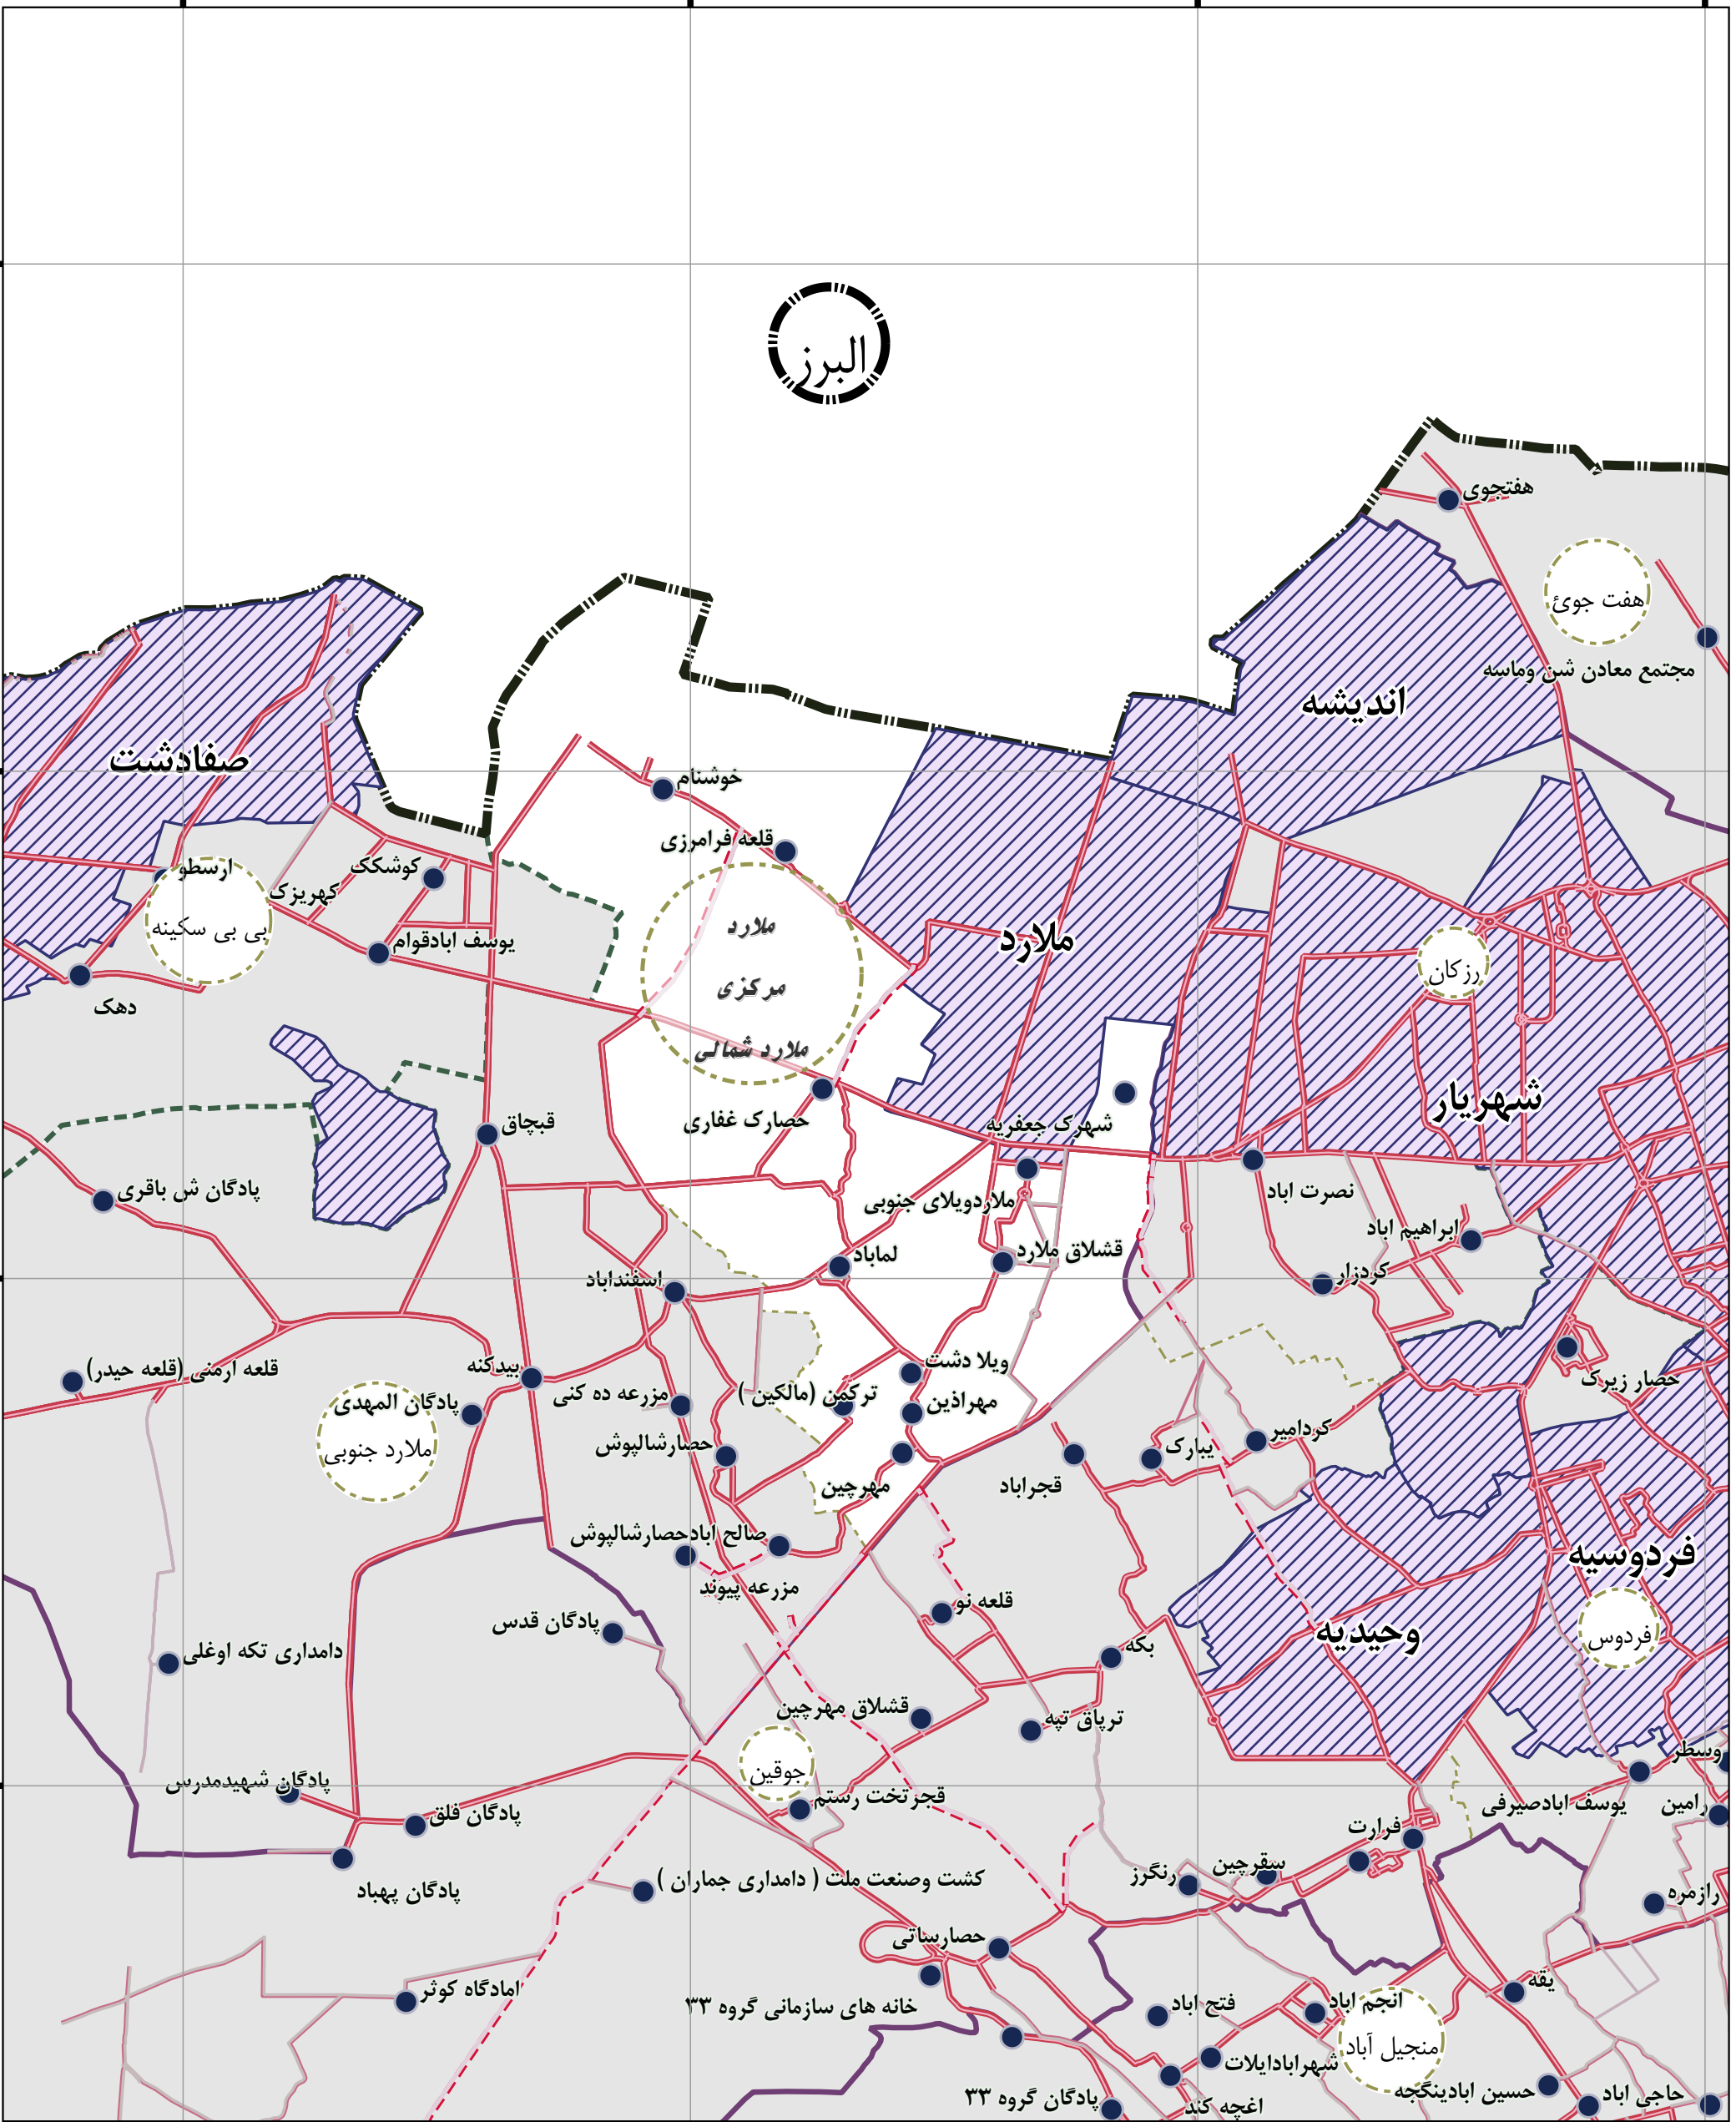 البرز
هفتجوی
هفت جوئ
مجتمع معادن شن وماسه
اندیشه
صفادشت
خوشنام
قلعه فرامرزی
ارسطو
کوشکک
کهریزک
بی بی سکینه
یوسف ابادقوام
دهک
ملارد
مرکزی
ملارد شمالی
ملارد
رزکان
شهریار
حصارک غفاری
شهرک جعفریه
قبچاق
پادگان ش باقری
نصرت اباد
ملاردویلای جنوبی
ابراهیم اباد
قشلاق ملارد
لماباد
کردزار
اسفنداباد
قلعه ارمنی (قلعه حیدر)
بیدکنه
ویلا دشت
حصار زیرک
مزرعه ده کنی
ترکمن (مالکین )
مهراذین
پادگان المهدی
ملارد جنوبی
حصارشالپوش
کردامیر
یبارک
قجراباد
مهرچین
صالح ابادحصارشالپوش
فردوسیه
مزرعه پیوند
قلعه نو
پادگان قدس
وحیدیه
فردوس
بکه
دامداری تکه اوغلی
قشلاق مهرچین
ترپاق تپه
وسطر
جوقین
پادگان شهیدمدرس
قجرتخت رستم
یوسف ابادصیرفی
رامین
پادگان فلق
فرارت
سقرچین
رنگرز
کشت وصنعت ملت ( دامداری جماران )
پادگان پهباد
رازمره
حصارساتی
یقه
امادگاه کوثر
خانه های سازمانی گروه ۳۳
فتح اباد
انجم اباد
منجیل آباد
شهرابادایلات
حسین ابادینگجه
حاجی اباد
پادگان گروه ۳۳
اغچه کند